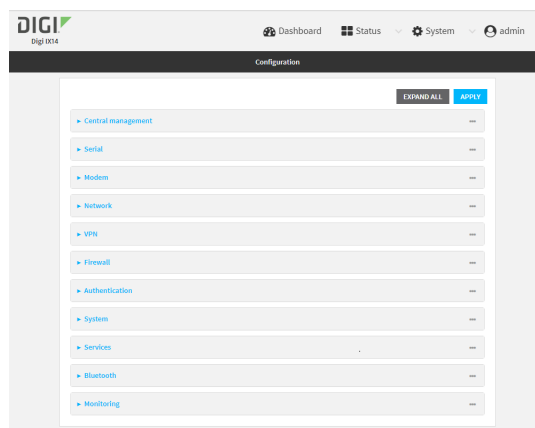 DIGI
Digi IX14
Dashboard Status System admin
Configuration
EXPAND ALL APPLY
Central management
Serial
Modem
Network
VPN
Firewall
Authentication
System
Services
Bluetooth
Monitoring